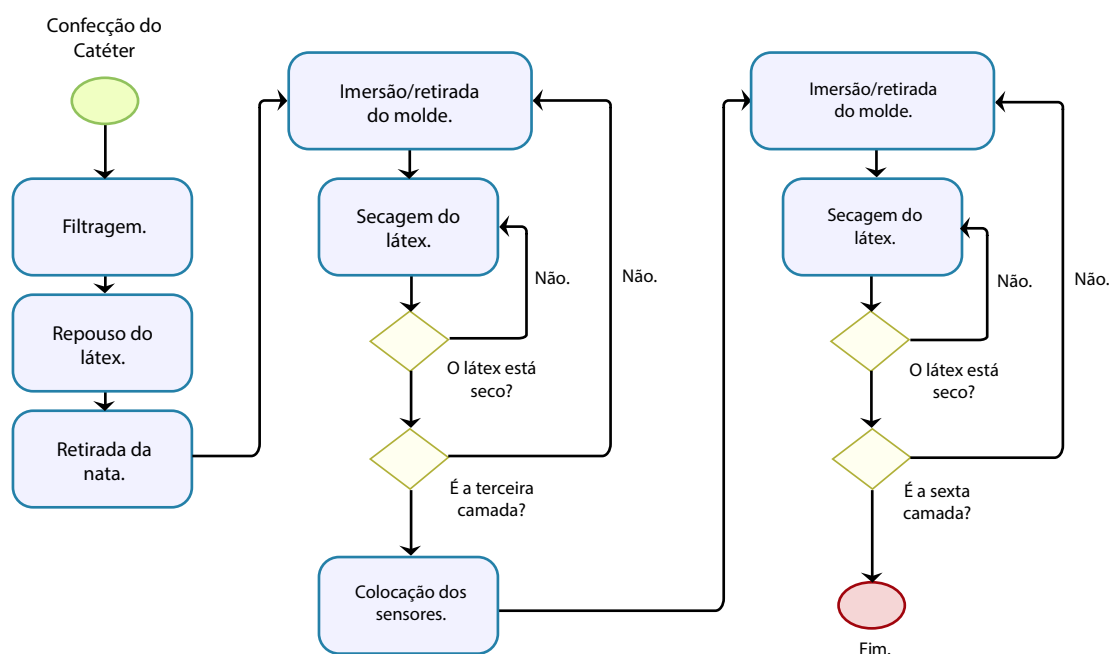 Confecção do
Catéter
Filtragem.
Repouso do
látex.
Retirada da
nata.
Imersão/retirada
do molde.
Secagem do
látex.
Não.
Não.
O látex está
seco?
É a terceira
camada?
Colocação dos
sensores.
Imersão/retirada
do molde.
Secagem do
látex.
Não.
Não.
O látex está
seco?
É a sexta
camada?
Fim.